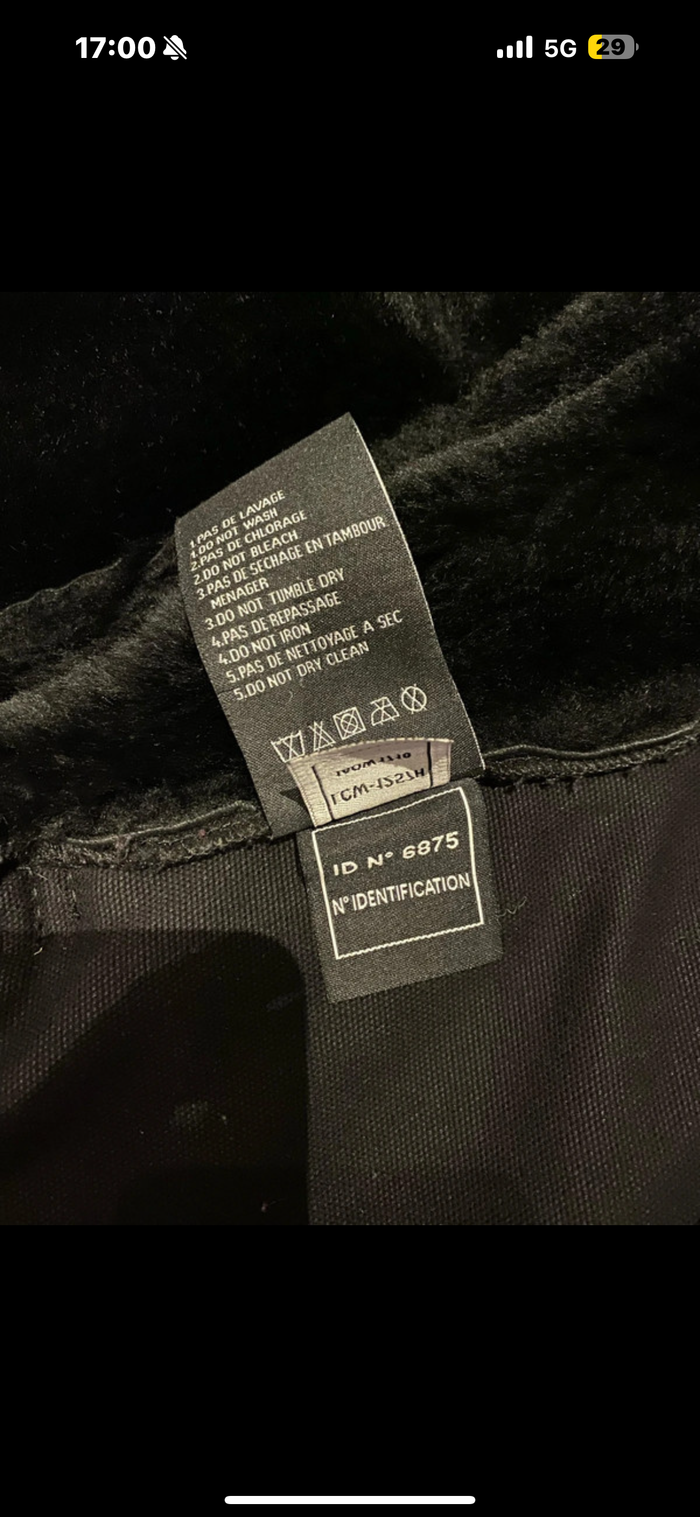 17:00
5G
29
1.PAS DE LAVAGE
1.DO NOT WASH
2.PAS DE CHLORAGE
2.DO NOT BLEACH
3.PAS DE SECHAGE EN TAMBOUR
MENAGER
3.DO NOT TUMBLE DRY
4.PAS DE REPASSAGE
4.DO NOT IRON
5.PAS DE NETTOYAGE A SEC
5.DO NOT DRY CLEAN
LCM-1257H
ID N° 6875
N° IDENTIFICATION